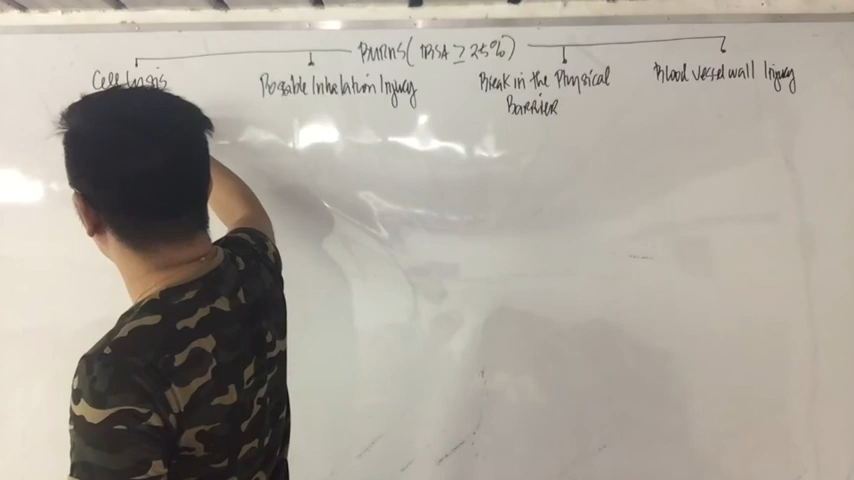 Burns (TBSA ≥ 25%)
Cell Lysis
Possible Inhalation Injury
Break in the Physical
Barrier
Blood vessel wall Injury